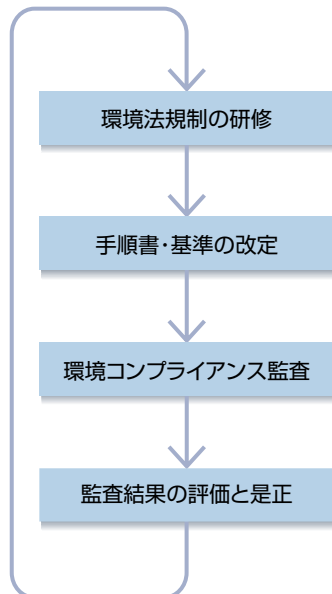 環境法規制の研修
手順書・基準の改定
環境コンプライアンス監査
監査結果の評価と是正